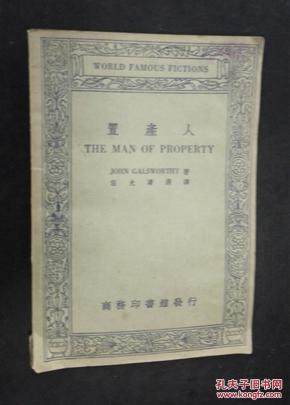 WORLD FAMOUS FICTIONS
置產人
THE MAN OF PROPERTY
JOHN GALSWORTHY 著
譯
商務印書館發行
孔夫子旧书网